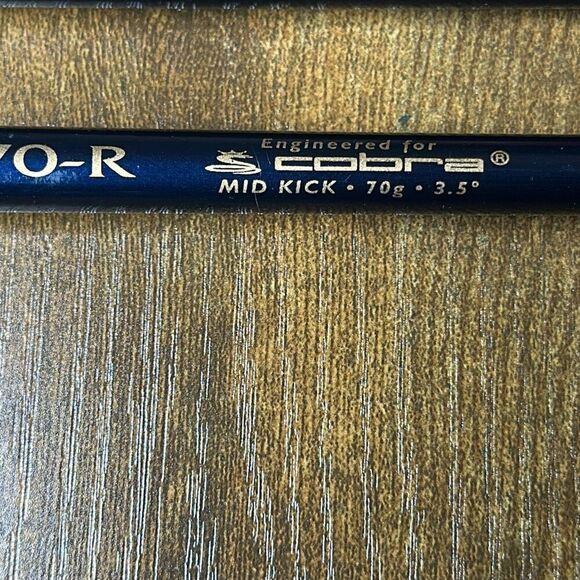 70-R
Engineered for
cobra®
MID KICK • 70g • 3.5°